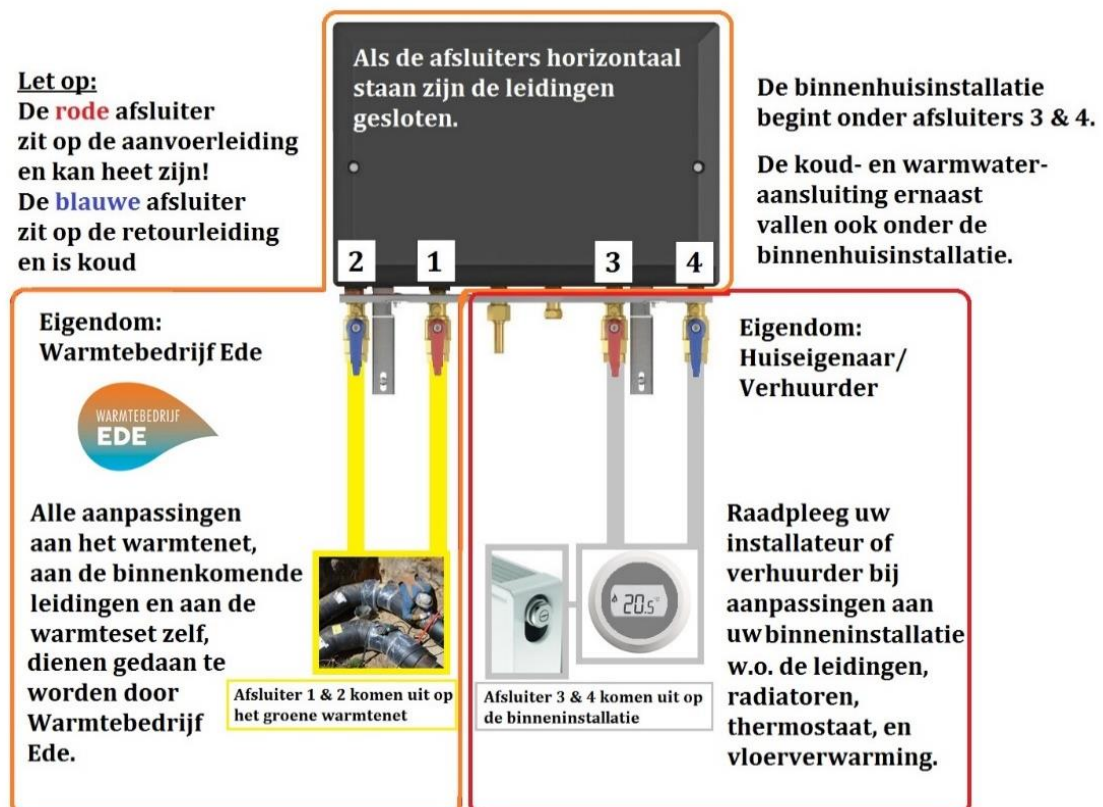 Let op:
De rode afsluiter
zit op de aanvoerleiding
en kan heet zijn!
De blauwe afsluiter
zit op de retourleiding
en is koud
Als de afsluiters horizontaal
staan zijn de leidingen
gesloten.
De binnenhuisinstallatie
begint onder afsluiters 3 & 4.
De koud- en warmwater-
aansluiting ernaast
vallen ook onder de
binnenhuisinstallatie.
2 1 3 4
Eigendom:
Warmtebedrijf Ede
WARMTEBEDRIJF
EDE
Alle aanpassingen
aan het warmtenet,
aan de binnenkomende
leidingen en aan de
warmteset zelf,
dienen gedaan te
worden door
Warmtebedrijf
Ede.
Afsluiter 1 & 2 komen uit op
het groene warmtenet
20.5°
Afsluiter 3 & 4 komen uit op
de binneninstallatie
Eigendom:
Huiseigenaar/
Verhuurder
Raadpleeg uw
installateur of
verhuurder bij
aanpassingen aan
uw binneninstallatie
w.o. de leidingen,
radiatoren,
thermostaat, en
vloerverwarming.